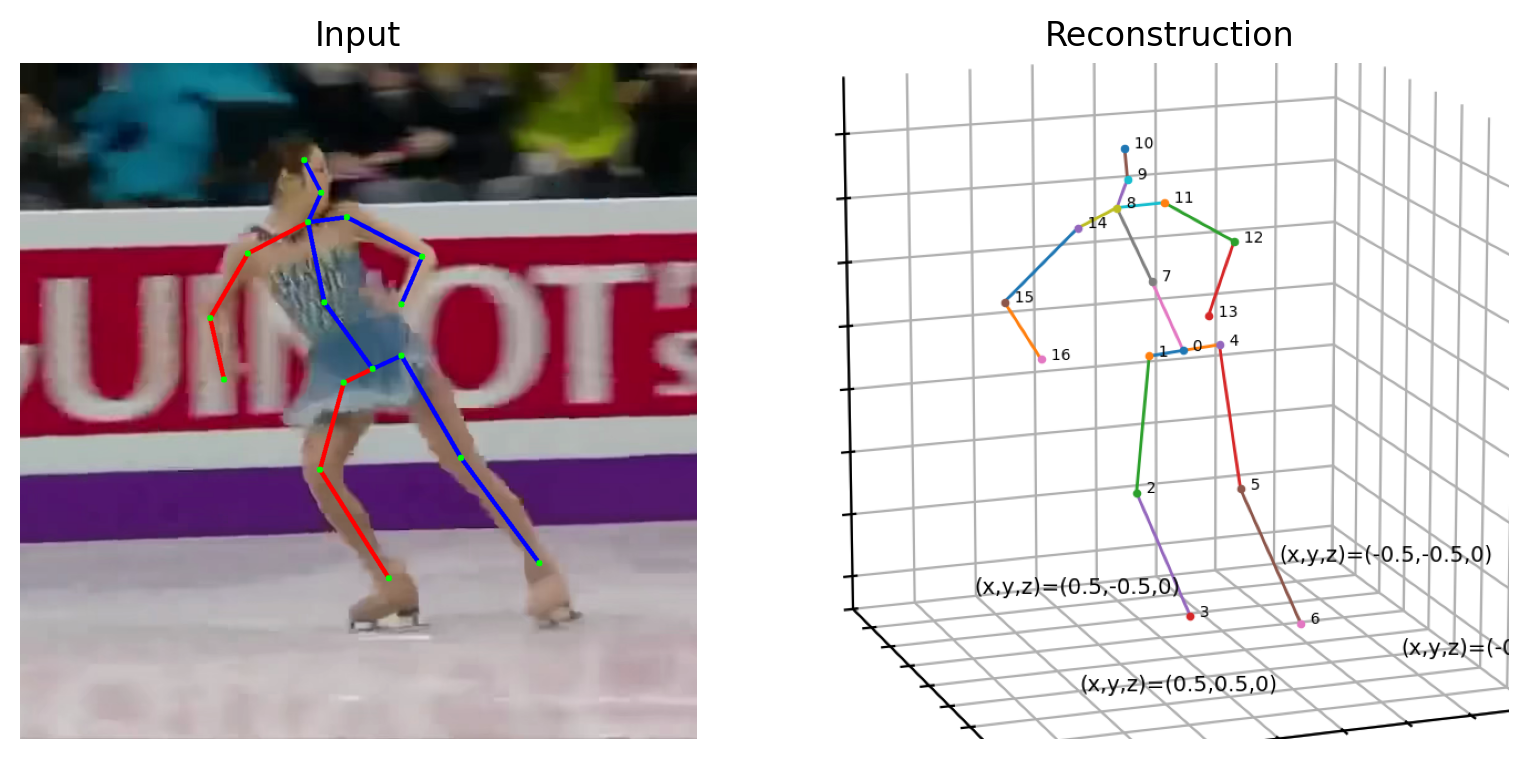 Input
Reconstruction
GUINOT's
10
9
8
11
14
12
7
15
13
16
1
0
4
2
5
3
6
(x,y,z)=(-0.5,-0.5,0)
(x,y,z)=(0.5,-0.5,0)
(x,y,z)=(-0
(x,y,z)=(0.5,0.5,0)